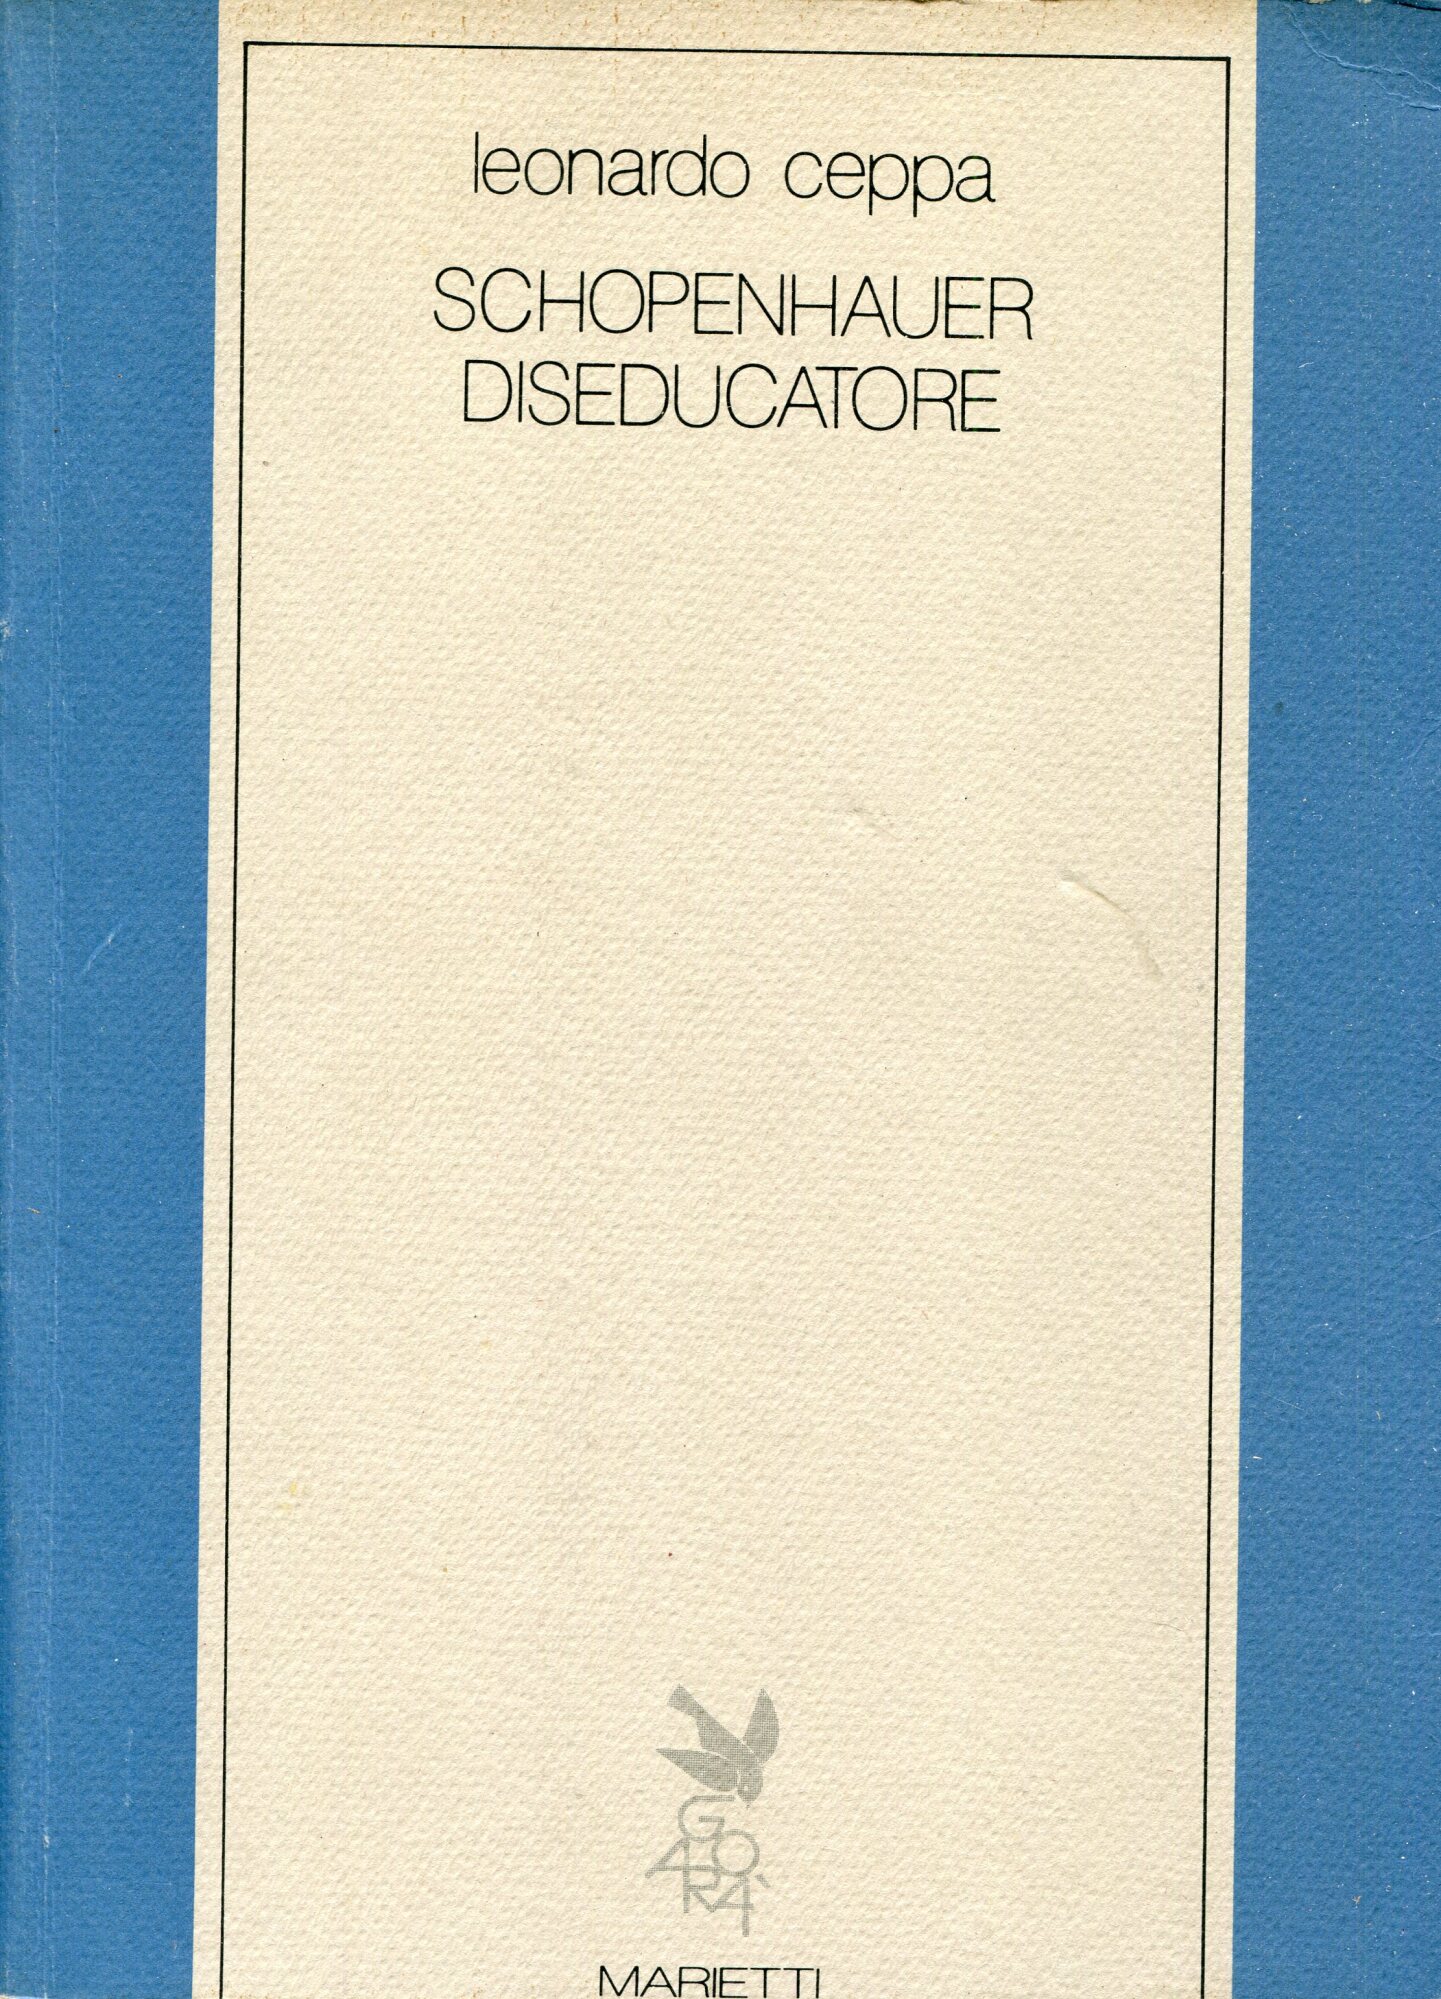 leonardo ceppa
SCHOPENHAUER
DISEDUCATORE
AGORÀ
MARIETTI